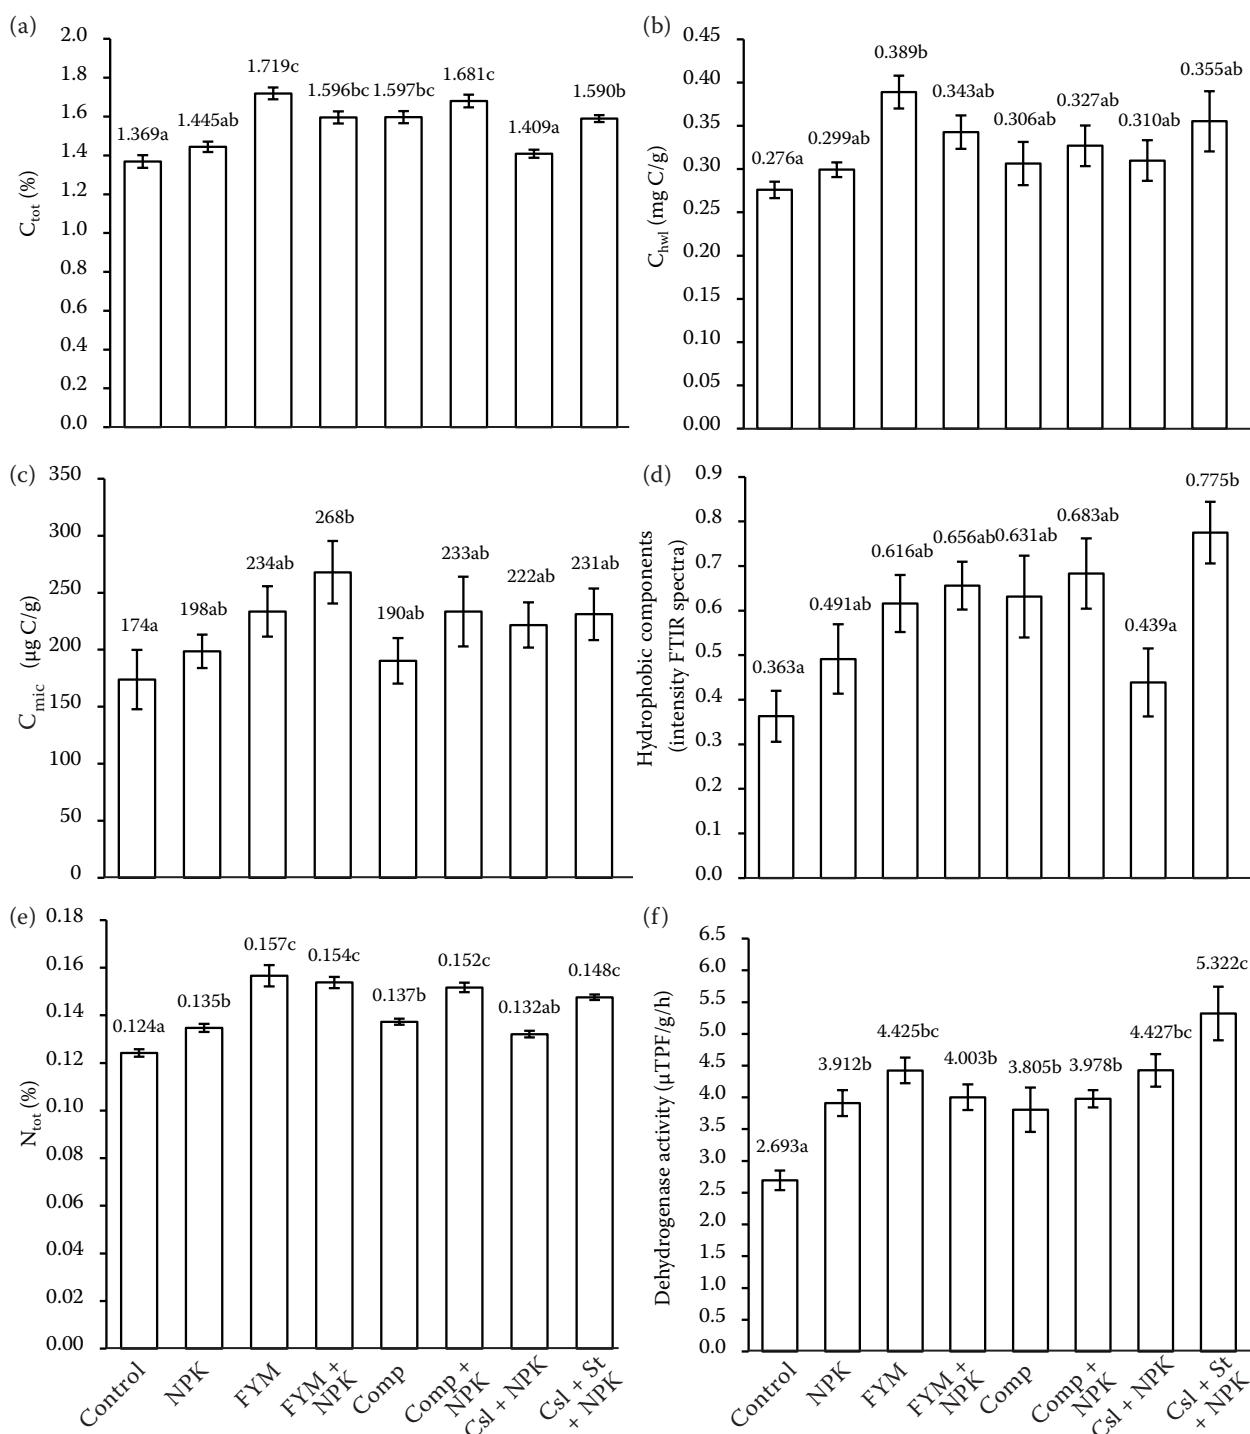 (a)
2.0
1.8
1.6
1.4
1.2
1.0
0.8
0.6
0.4
0.2
0.0
C_tot (%)
1.369a
1.445ab
1.719c
1.596bc
1.597bc
1.681c
1.409a
1.590b
(b)
0.45
0.40
0.35
0.30
0.25
0.20
0.15
0.10
0.05
0.00
C_hwl (mg C/g)
0.276a
0.299ab
0.389b
0.343ab
0.306ab
0.327ab
0.310ab
0.355ab
(c)
350
300
250
200
150
100
50
0
C_mic (µg C/g)
174a
198ab
234ab
268b
190ab
233ab
222ab
231ab
(d)
0.9
0.8
0.7
0.6
0.5
0.4
0.3
0.2
0.1
0.0
Hydrophobic components
(intensity FTIR spectra)
0.363a
0.491ab
0.616ab
0.656ab
0.631ab
0.683ab
0.439a
0.775b
(e)
0.18
0.16
0.14
0.12
0.10
0.08
0.06
0.04
0.02
0.00
N_tot (%)
0.124a
0.135b
0.157c
0.154c
0.137b
0.152c
0.132ab
0.148c
Control
NPK
FYM
FYM +
NPK
Comp
Comp +
NPK
Csl + NPK
Csl + St
+ NPK
(f)
6.5
6.0
5.5
5.0
4.5
4.0
3.5
3.0
2.5
2.0
1.5
1.0
0.5
0.0
Dehydrogenase activity (µTPF/g/h)
2.693a
3.912b
4.425bc
4.003b
3.805b
3.978b
4.427bc
5.322c
Control
NPK
FYM
FYM +
NPK
Comp
Comp +
NPK
Csl + NPK
Csl + St
+ NPK